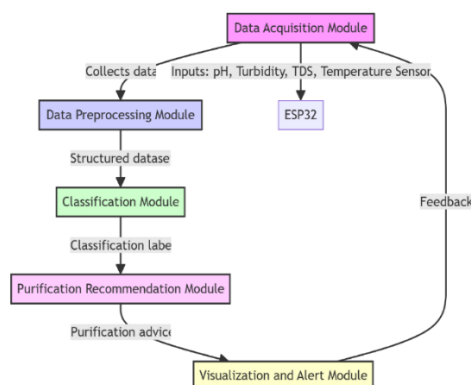 Data Acquisition Module
Collects data
Inputs: pH, Turbidity, TDS, Temperature Sensor
Data Preprocessing Module
ESP32
Structured datase
Classification Module
Feedback
Classification labe
Purification Recommendation Module
Purification advice
Visualization and Alert Module